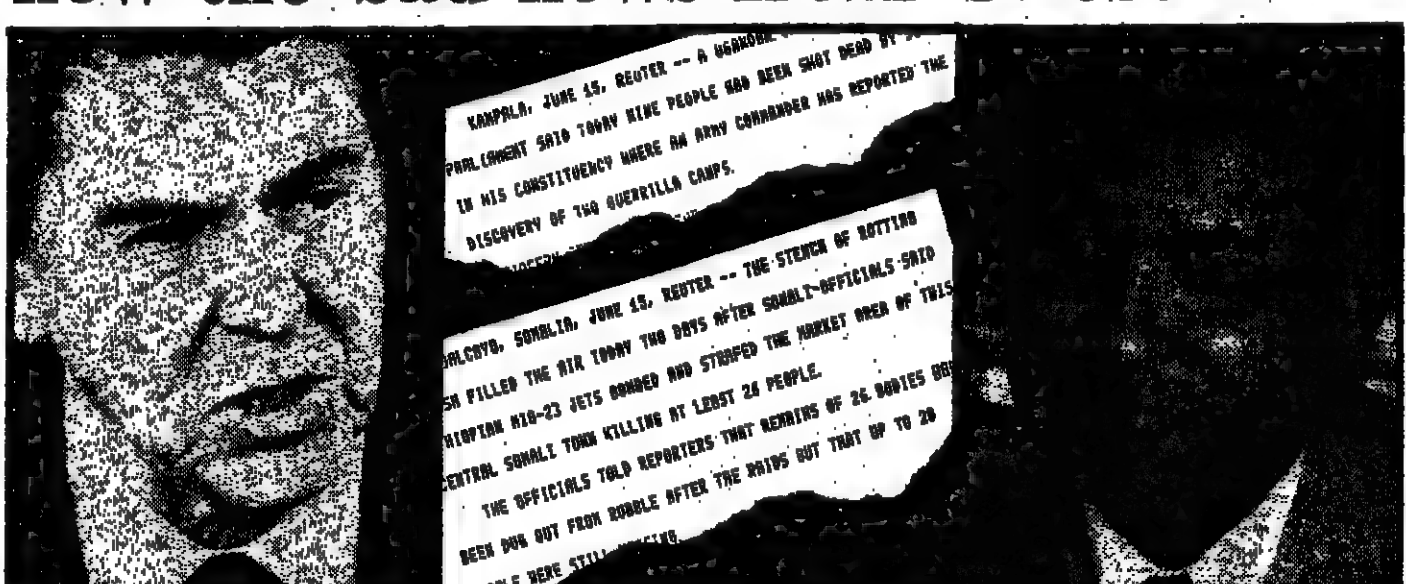 KAMPALA, JUNE 15, REUTER -- A UGANDAN
PARLIAMENT SAID TODAY NINE PEOPLE HAD BEEN SHOT DEAD BY
IN HIS CONSTITUENCY WHERE AN ARMY COMMANDER HAS REPORTED THE
DISCOVERY OF TWO GUERRILLA CAMPS.
GALCAYO, SOMALIA, JUNE 15, REUTER -- THE STENCH OF ROTTING
SH FILLED THE AIR TODAY TWO DAYS AFTER SOMALI OFFICIALS SAID
HIOPIAN MIG-23 JETS BOMBED AND STRAFED THE MARKET AREA OF THIS
CENTRAL SOMALI TOWN KILLING AT LEAST 26 PEOPLE.
THE OFFICIALS TOLD REPORTERS THAT REMAINS OF 26 BODIES
BEEN DUG OUT FROM RUBBLE AFTER THE RAIDS BUT THAT UP TO 20
WERE STILL